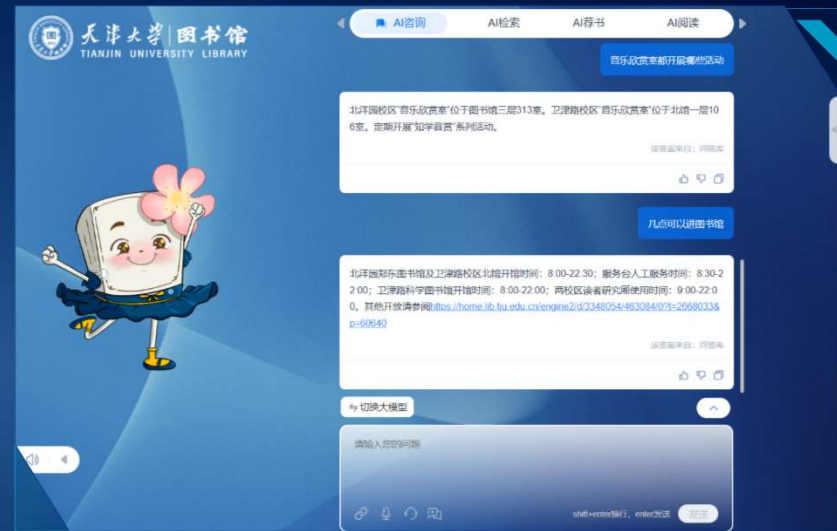 天津大学 图书馆
TIANJIN UNIVERSITY LIBRARY
AI咨询 AI检索 AI荐书 AI阅读
音乐欣赏室都开展哪些活动
北洋园校区“音乐欣赏室”位于图书馆三层313室。卫津路校区“音乐欣赏室”位于北馆一层10
6室。定期开展“知学音赏”系列活动。
该答案来自：问答库
几点可以进图书馆
北洋园郑东图书馆及卫津路校区北馆开馆时间：8:00-22:30；服务台人工服务时间：8:30-2
2:00；卫津路科学图书馆开馆时间：8:00-22:00；两校区读者研究厢使用时间：9:00-22:0
0。其他开放请参阅https://home.lib.tju.edu.cn/engine2/d/3348054/463084/0?t=2668033&
p=60640
该答案来自：问答库
切换大模型
请输入您的问题
shift+enter换行，enter发送 发送